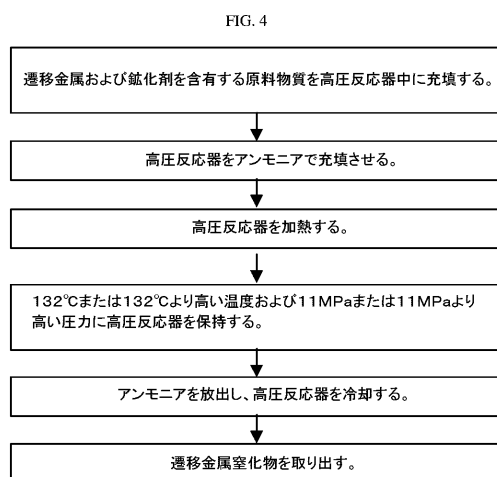 FIG. 4
遷移金属および鉱化剤を含有する原料物質を高圧反応器中に充填する。
高圧反応器をアンモニアで充填させる。
高圧反応器を加熱する。
132℃または132℃より高い温度および11MPaまたは11MPaより
高い圧力に高圧反応器を保持する。
アンモニアを放出し、高圧反応器を冷却する。
遷移金属窒化物を取り出す。